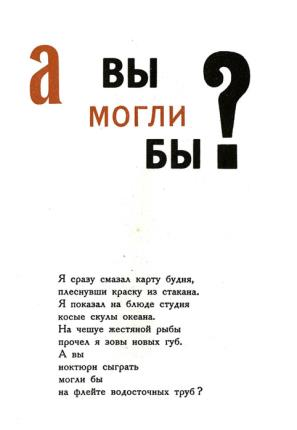 а ВЫ
МОГЛИ
БЫ?
Я сразу смазал карту будня,
плеснувши краску из стакана.
Я показал на блюде студня
косые скулы океана.
На чешуе жестяной рыбы
прочел я зовы новых губ.
А вы
ноктюрн сыграть
могли бы
на флейте водосточных труб?